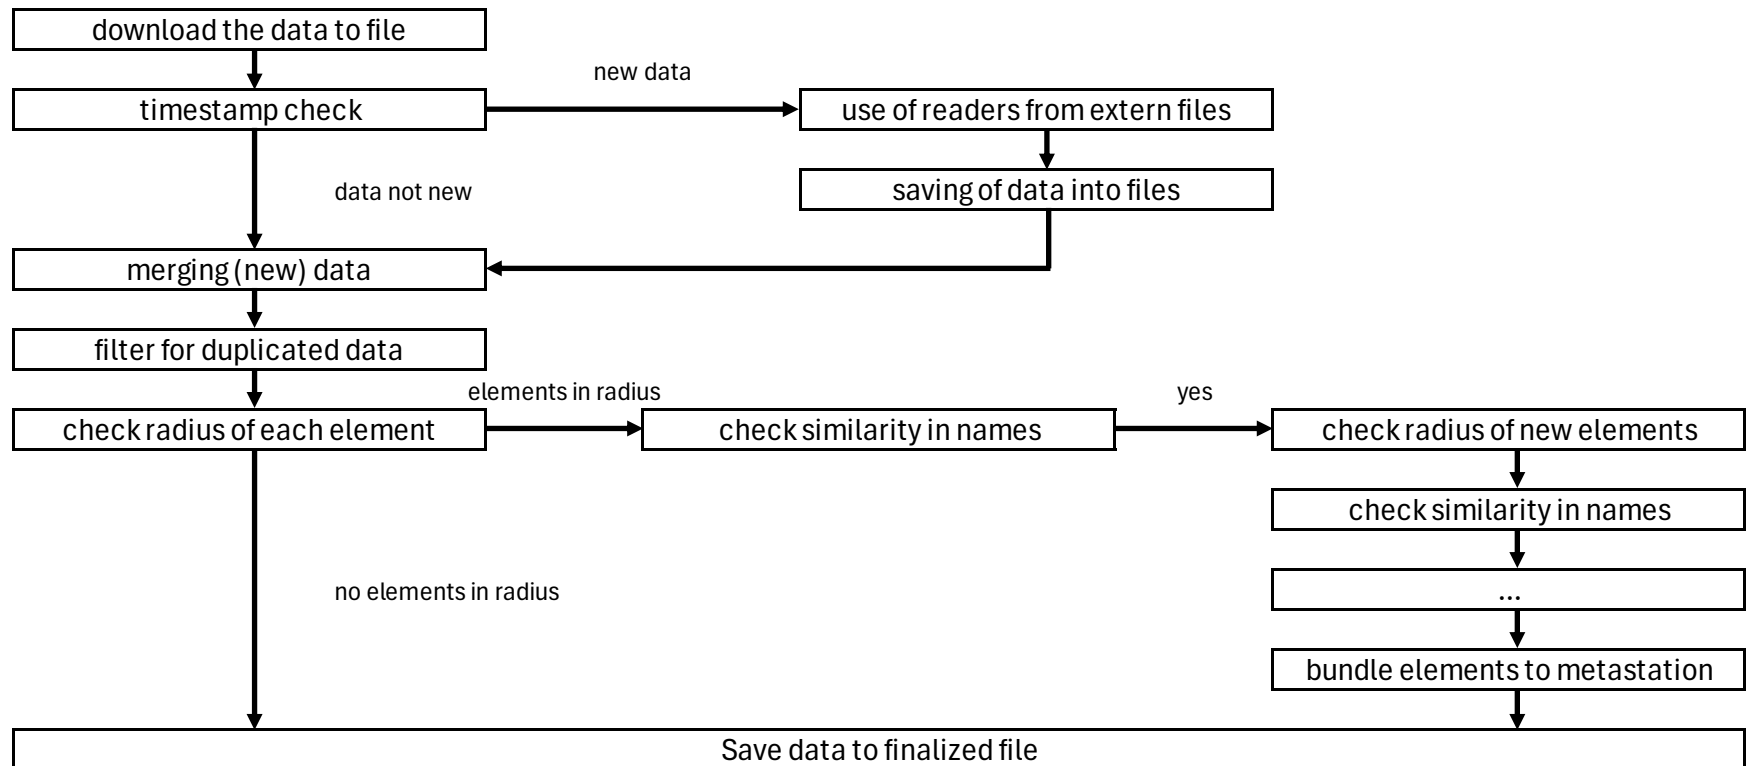 download the data to file
new data
timestamp check
use of readers from extern files
data not new
saving of data into files
merging (new) data
filter for duplicated data
elements in radius
yes
check radius of each element
check similarity in names
check radius of new elements
check similarity in names
...
no elements in radius
bundle elements to metastation
Save data to finalized file